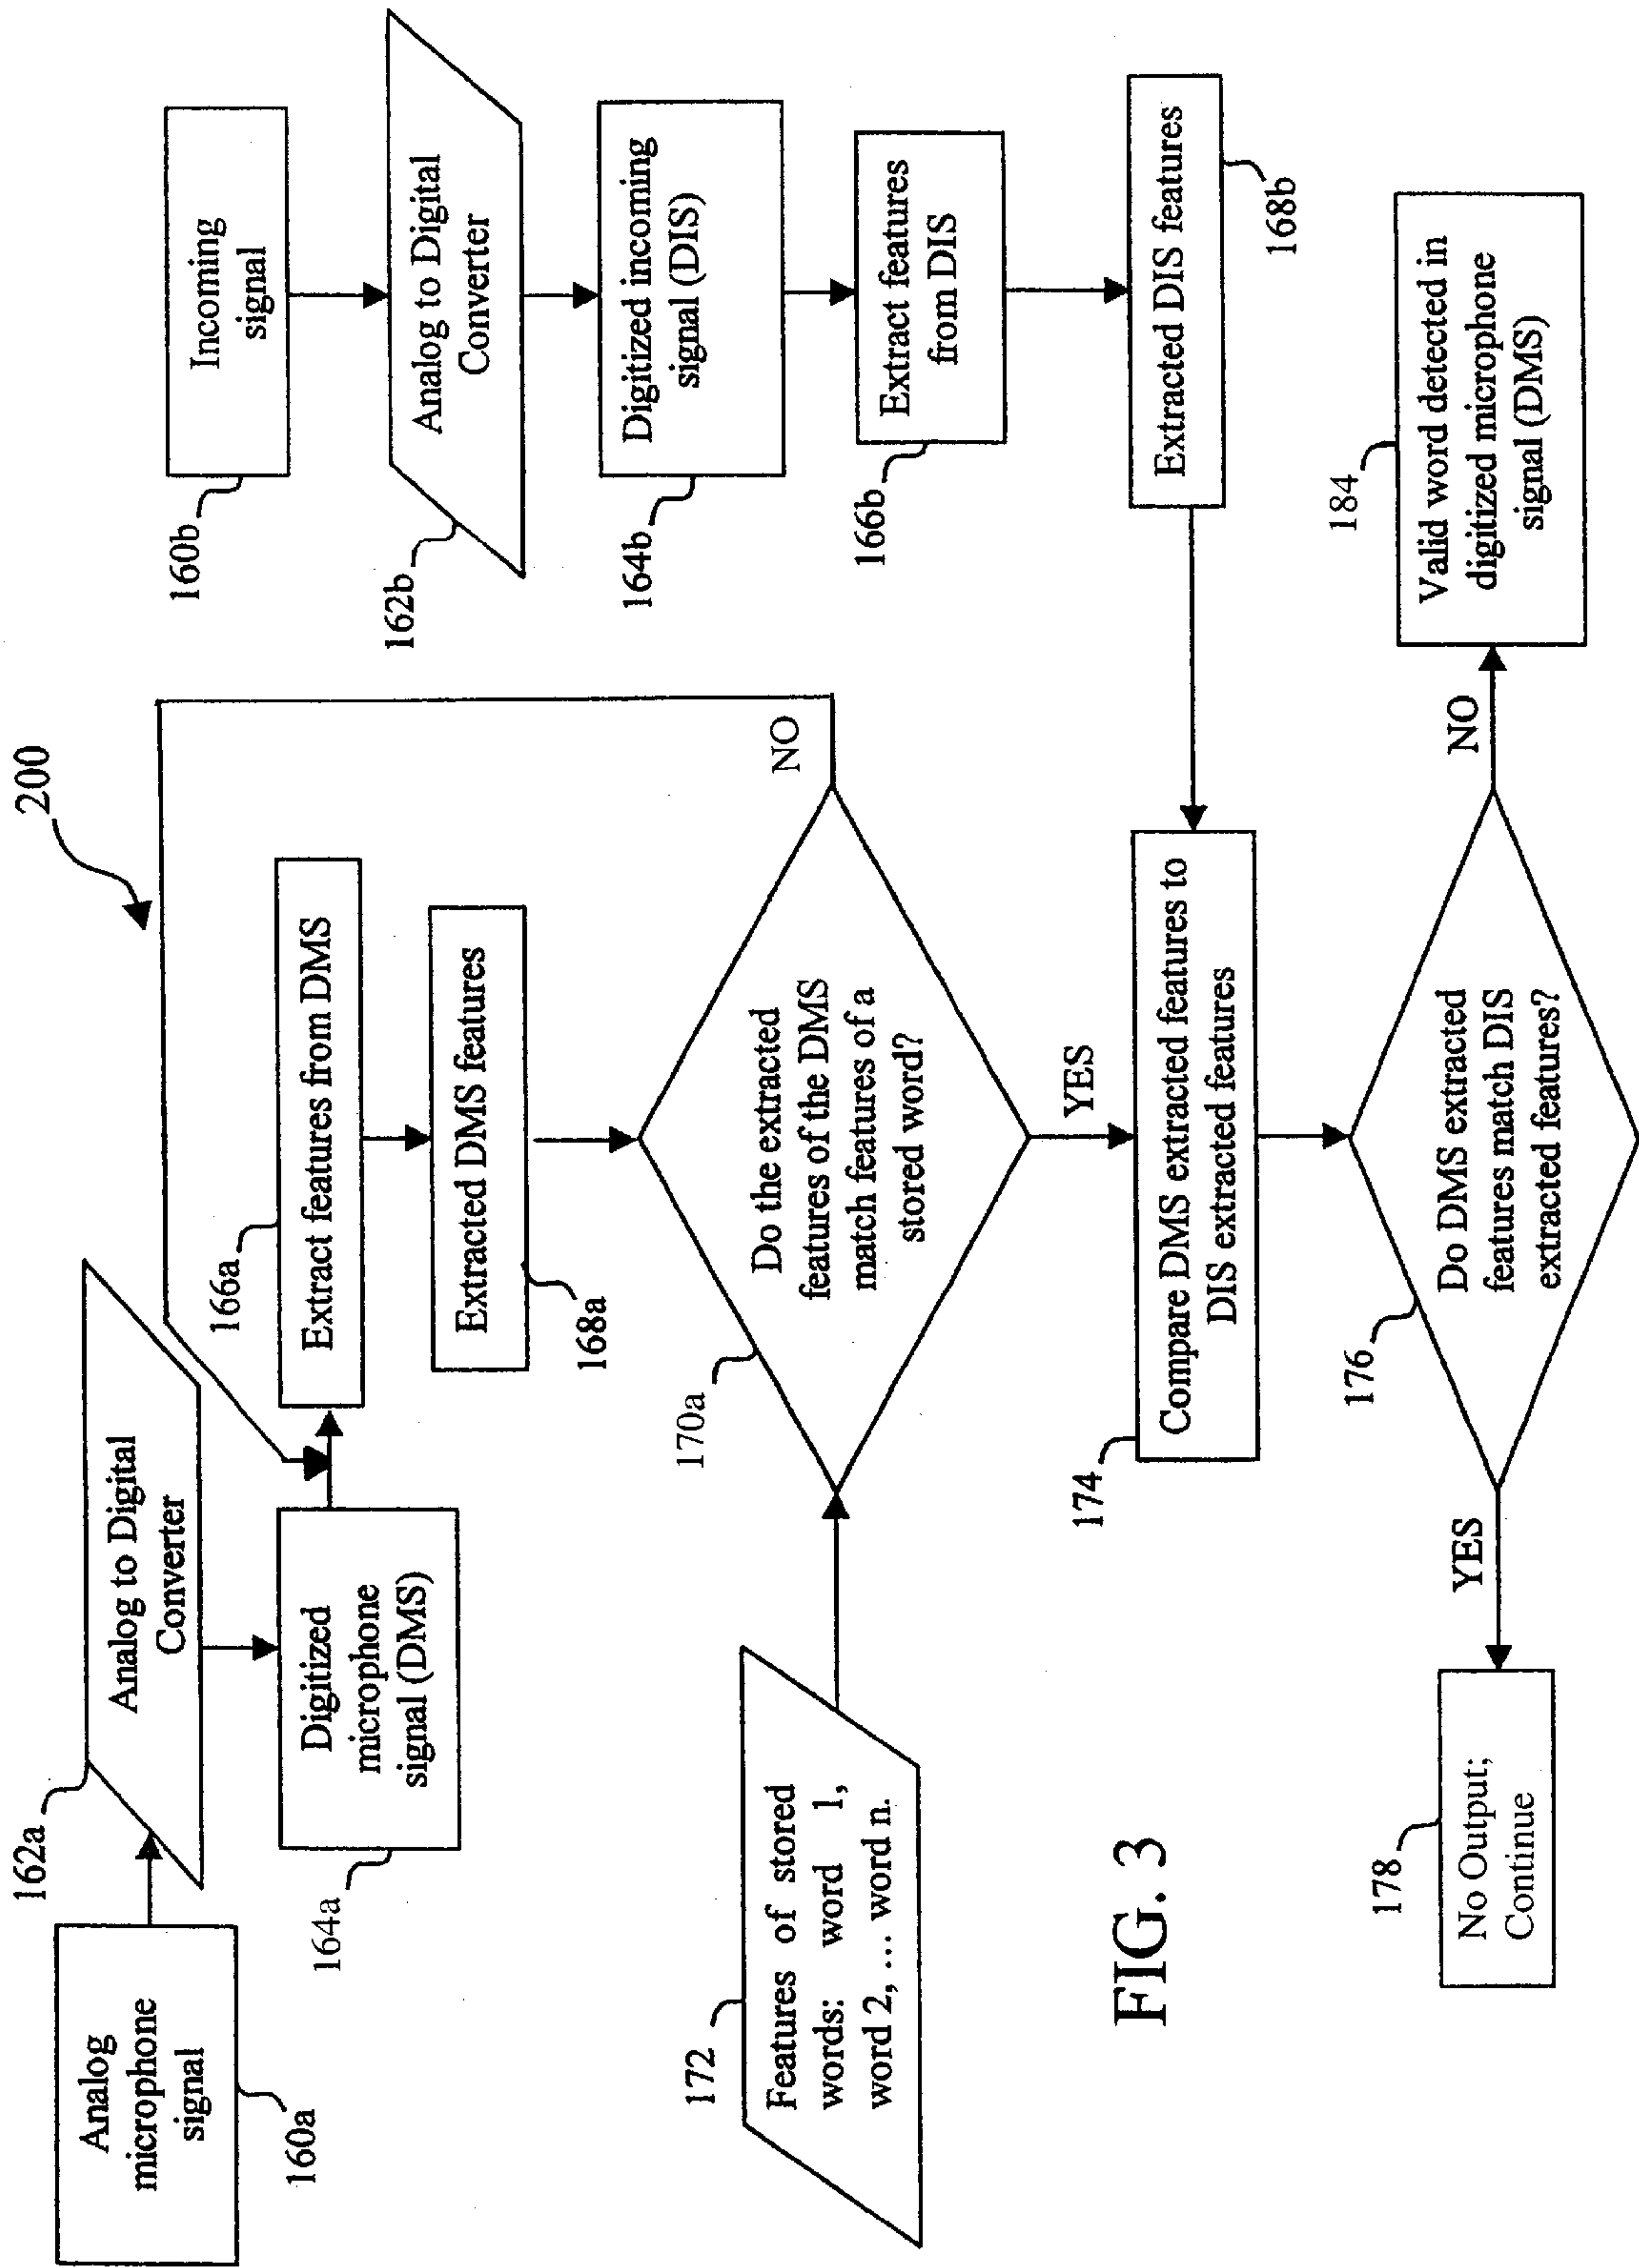 200
160a
Analog
microphone
signal
162a
Analog to Digital
Converter
164a
Digitized
microphone
signal (DMS)
166a
Extract features from DMS
Extracted DMS features
168a
170a
Do the extracted
features of the DMS
match features of a
stored word?
NO
YES
172
Features of stored
words: word 1,
word 2, ... word n.
160b
Incoming
signal
162b
Analog to Digital
Converter
164b
Digitized incoming
signal (DIS)
166b
Extract features
from DIS
Extracted DIS features
168b
174
Compare DMS extracted features to
DIS extracted features
176
Do DMS extracted
features match DIS
extracted features?
YES
NO
178
No Output;
Continue
184
Valid word detected in
digitized microphone
signal (DMS)
FIG. 3